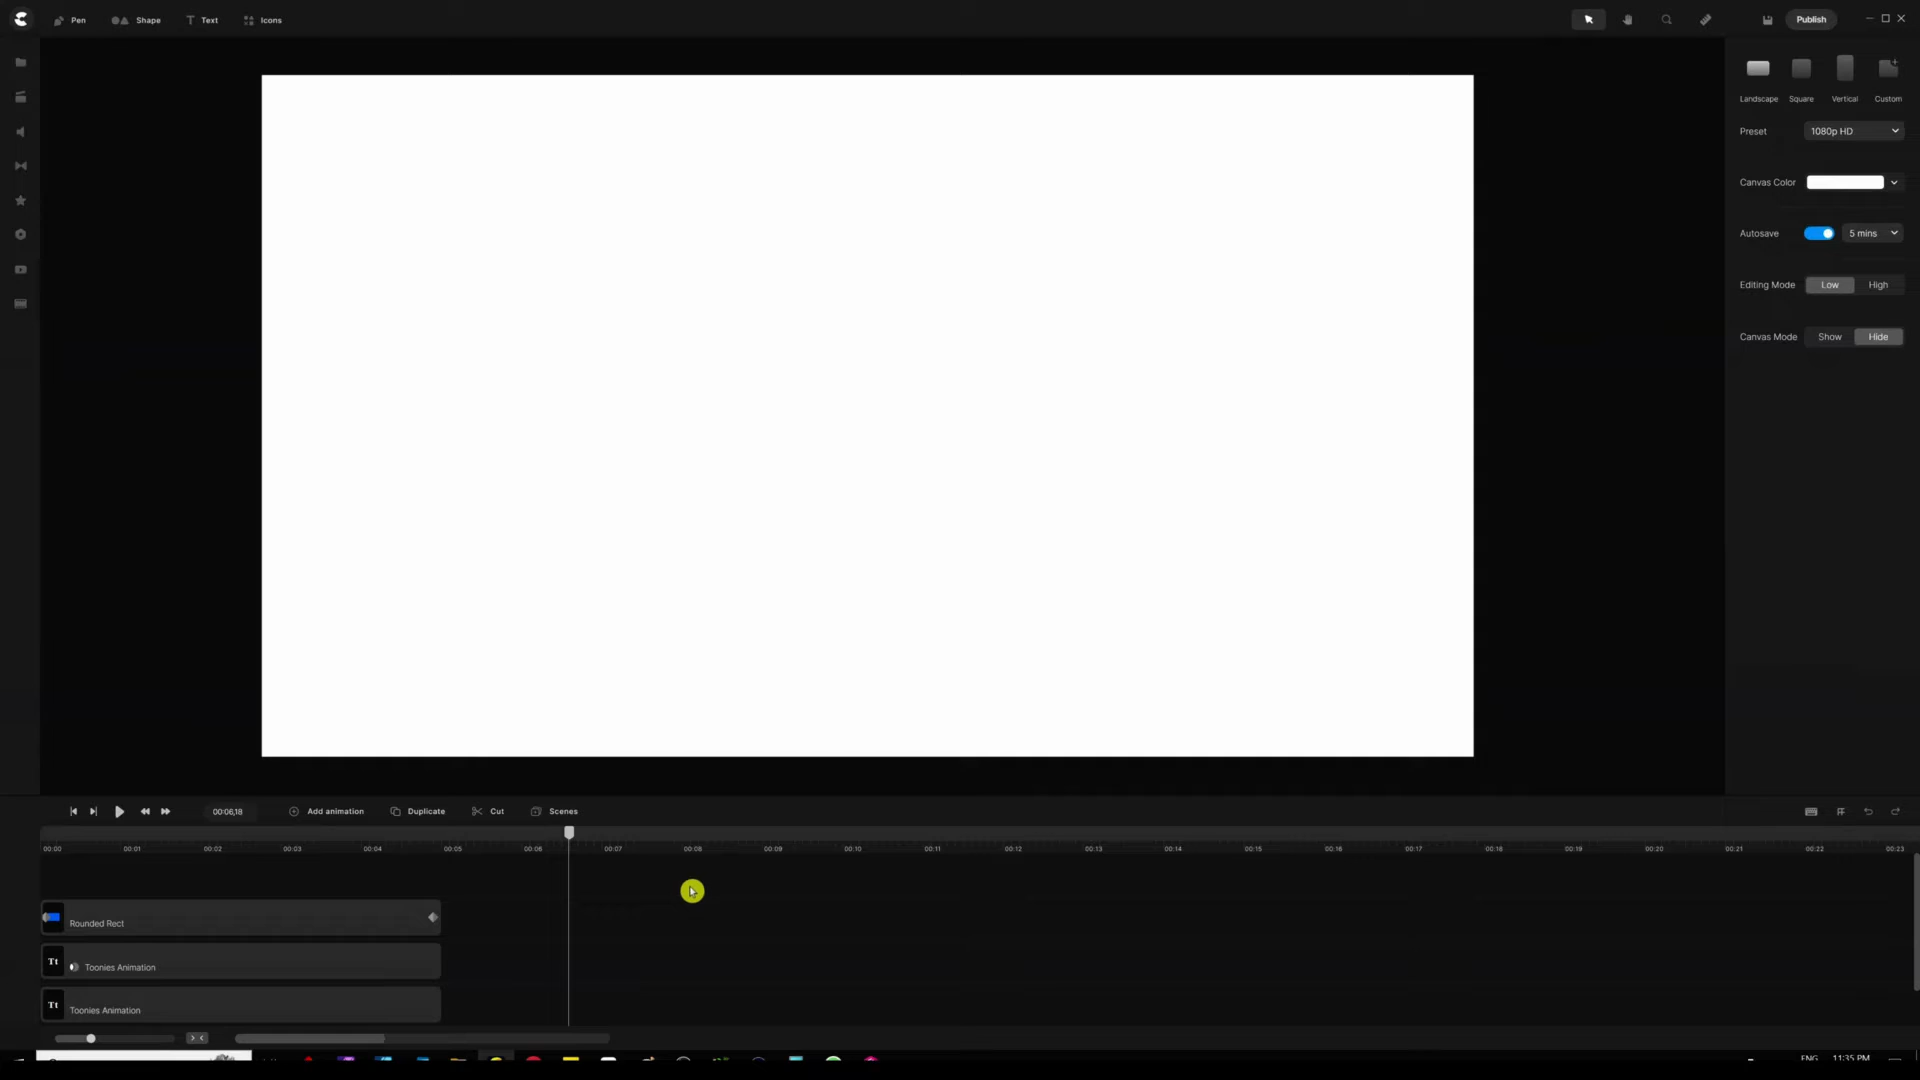 Pen Shape Text Icons Publish
Landscape Square Vertical Custom
Preset 1080p HD
Canvas Color
Autosave 5 mins
Editing Mode Low High
Canvas Mode Show Hide
00:06,18 Add animation Duplicate Cut Scenes
00:00 00:01 00:02 00:03 00:04 00:05 00:06 00:07 00:08 00:09 00:10 00:11 00:12 00:13 00:14 00:15 00:16 00:17 00:18 00:19 00:20 00:21 00:22 00:23
Rounded Rect
Tt Toonies Animation
Tt Toonies Animation
ENG 11:35 PM